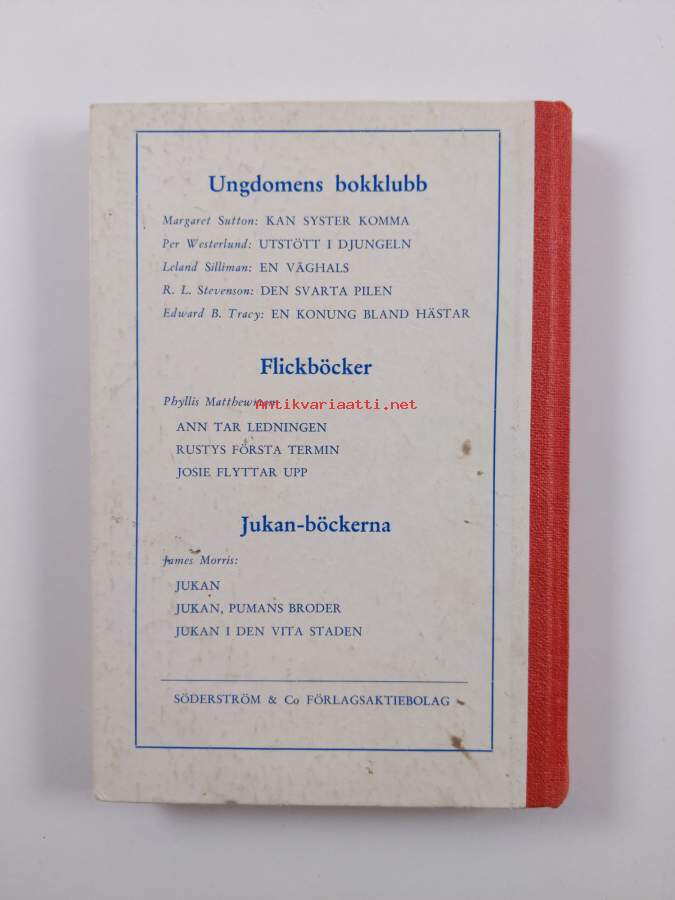 Ungdomens bokklubb
Margaret Sutton: KAN SYSTER KOMMA
Per Westerlund: UTSTÖTT I DJUNGELN
Leland Silliman: EN VÅGHALS
R. L. Stevenson: DEN SVARTA PILEN
Edward B. Tracy: EN KONUNG BLAND HÄSTAR
Flickböcker
Phyllis Matthewman:
Antikvariaatti.net
ANN TAR LEDNINGEN
RUSTYS FÖRSTA TERMIN
JOSIE FLYTTAR UPP
Jukan-böckerna
James Morris:
JUKAN
JUKAN, PUMANS BRODER
JUKAN I DEN VITA STADEN
SÖDERSTRÖM & Co FÖRLAGSAKTIEBOLAG